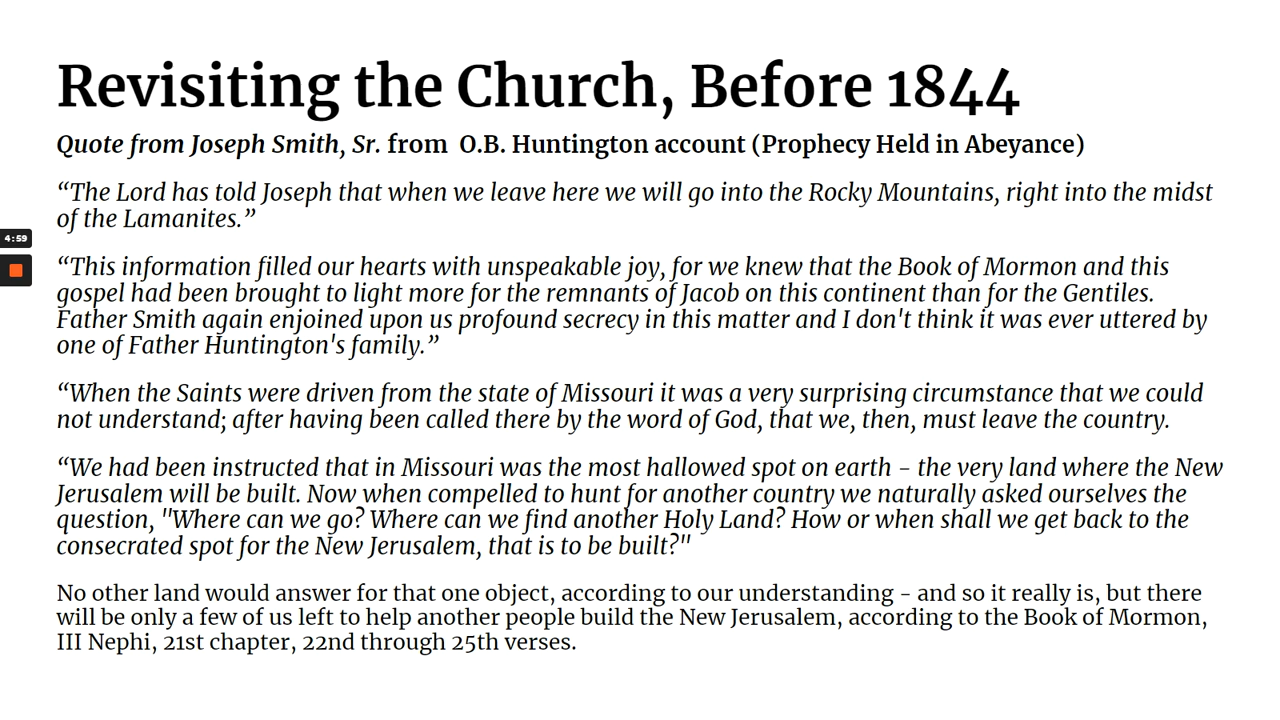 Revisiting the Church, Before 1844
Quote from Joseph Smith, Sr. from  O.B. Huntington account (Prophecy Held in Abeyance)
“The Lord has told Joseph that when we leave here we will go into the Rocky Mountains, right into the midst
of the Lamanites.”
4:59
“This information filled our hearts with unspeakable joy, for we knew that the Book of Mormon and this
gospel had been brought to light more for the remnants of Jacob on this continent than for the Gentiles.
Father Smith again enjoined upon us profound secrecy in this matter and I don't think it was ever uttered by
one of Father Huntington's family.”
“When the Saints were driven from the state of Missouri it was a very surprising circumstance that we could
not understand; after having been called there by the word of God, that we, then, must leave the country.
“We had been instructed that in Missouri was the most hallowed spot on earth – the very land where the New
Jerusalem will be built. Now when compelled to hunt for another country we naturally asked ourselves the
question, "Where can we go? Where can we find another Holy Land? How or when shall we get back to the
consecrated spot for the New Jerusalem, that is to be built?"
No other land would answer for that one object, according to our understanding – and so it really is, but there
will be only a few of us left to help another people build the New Jerusalem, according to the Book of Mormon,
III Nephi, 21st chapter, 22nd through 25th verses.